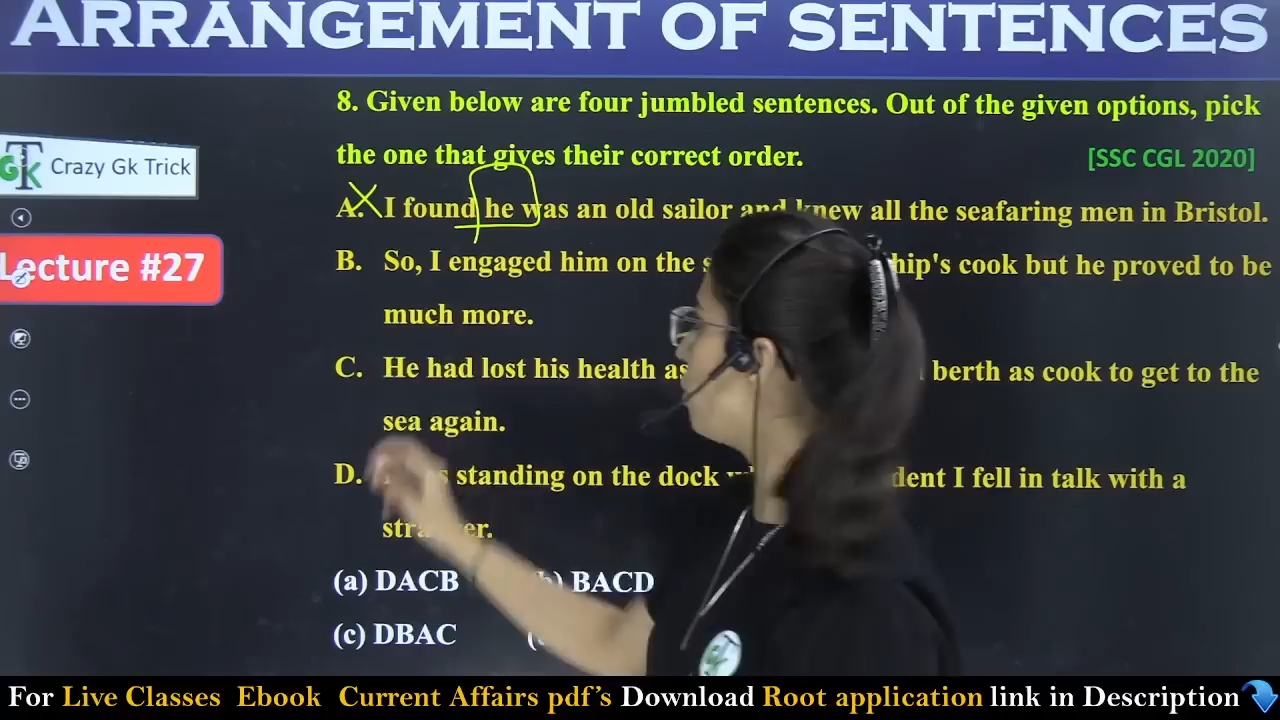 ARRANGEMENT OF SENTENCES
8. Given below are four jumbled sentences. Out of the given options, pick
the one that gives their correct order. [SSC CGL 2020]
GK Crazy Gk Trick
A. I found he was an old sailor and knew all the seafaring men in Bristol.
Lecture #27
B. So, I engaged him on the hip's cook but he proved to be
much more.
C. He had lost his health as berth as cook to get to the
sea again.
D. standing on the dock dent I fell in talk with a
(a) DACB (b) BACD
(c) DBAC
For Live Classes Ebook Current Affairs pdf's Download Root application link in Description